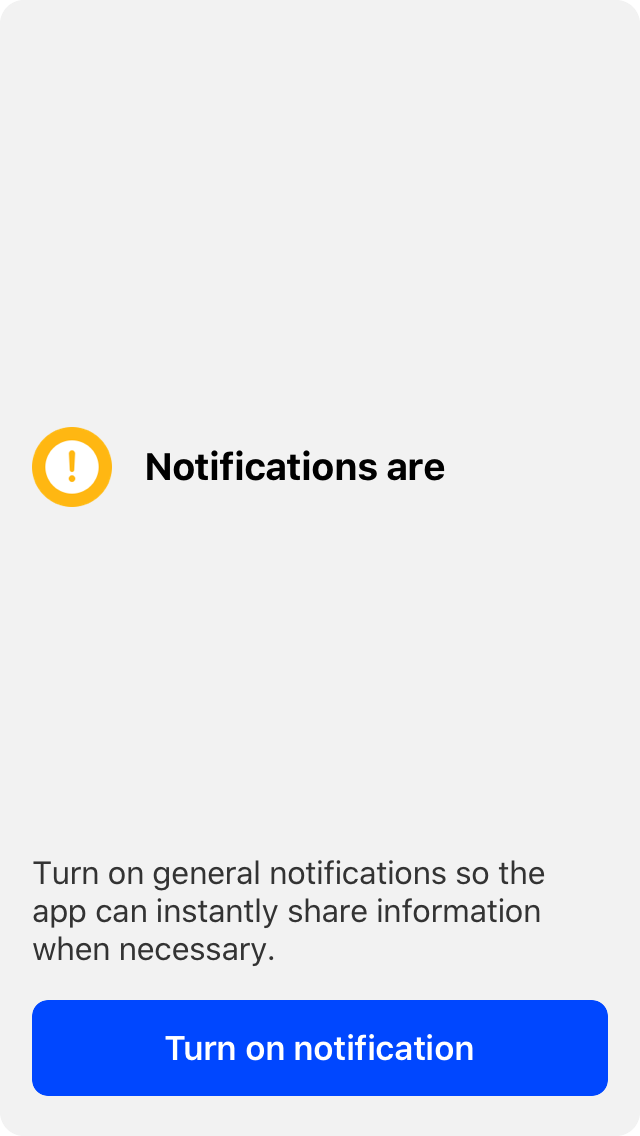 Notifications are
Turn on general notifications so the
app can instantly share information
when necessary.
Turn on notification